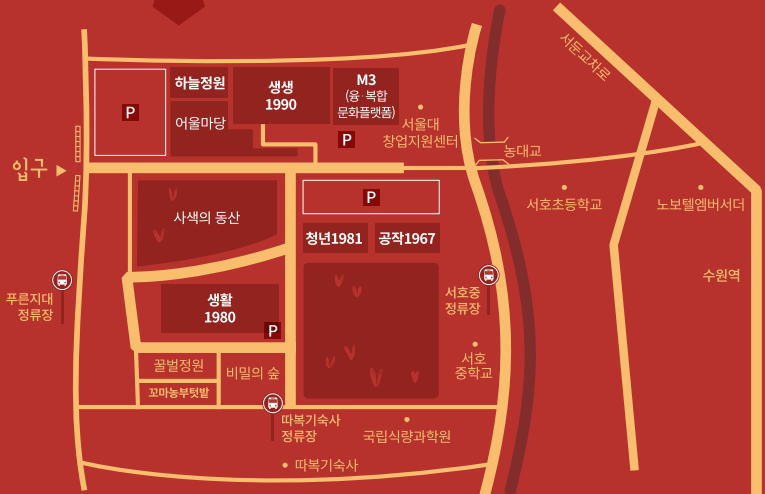 서둔교차로
하늘정원
생생
1990
M3
(융·복합
문화플랫폼)
P
어울마당
P
서울대
창업지원센터
농대교
입구
P
사색의 동산
서호초등학교
노보텔엠버서더
청년1981
공작1967
수원역
푸른지대
정류장
생활
1980
P
서호중
정류장
꿀벌정원
비밀의 숲
꼬마농부텃밭
서호
중학교
따복기숙사
정류장
국립식량과학원
따복기숙사